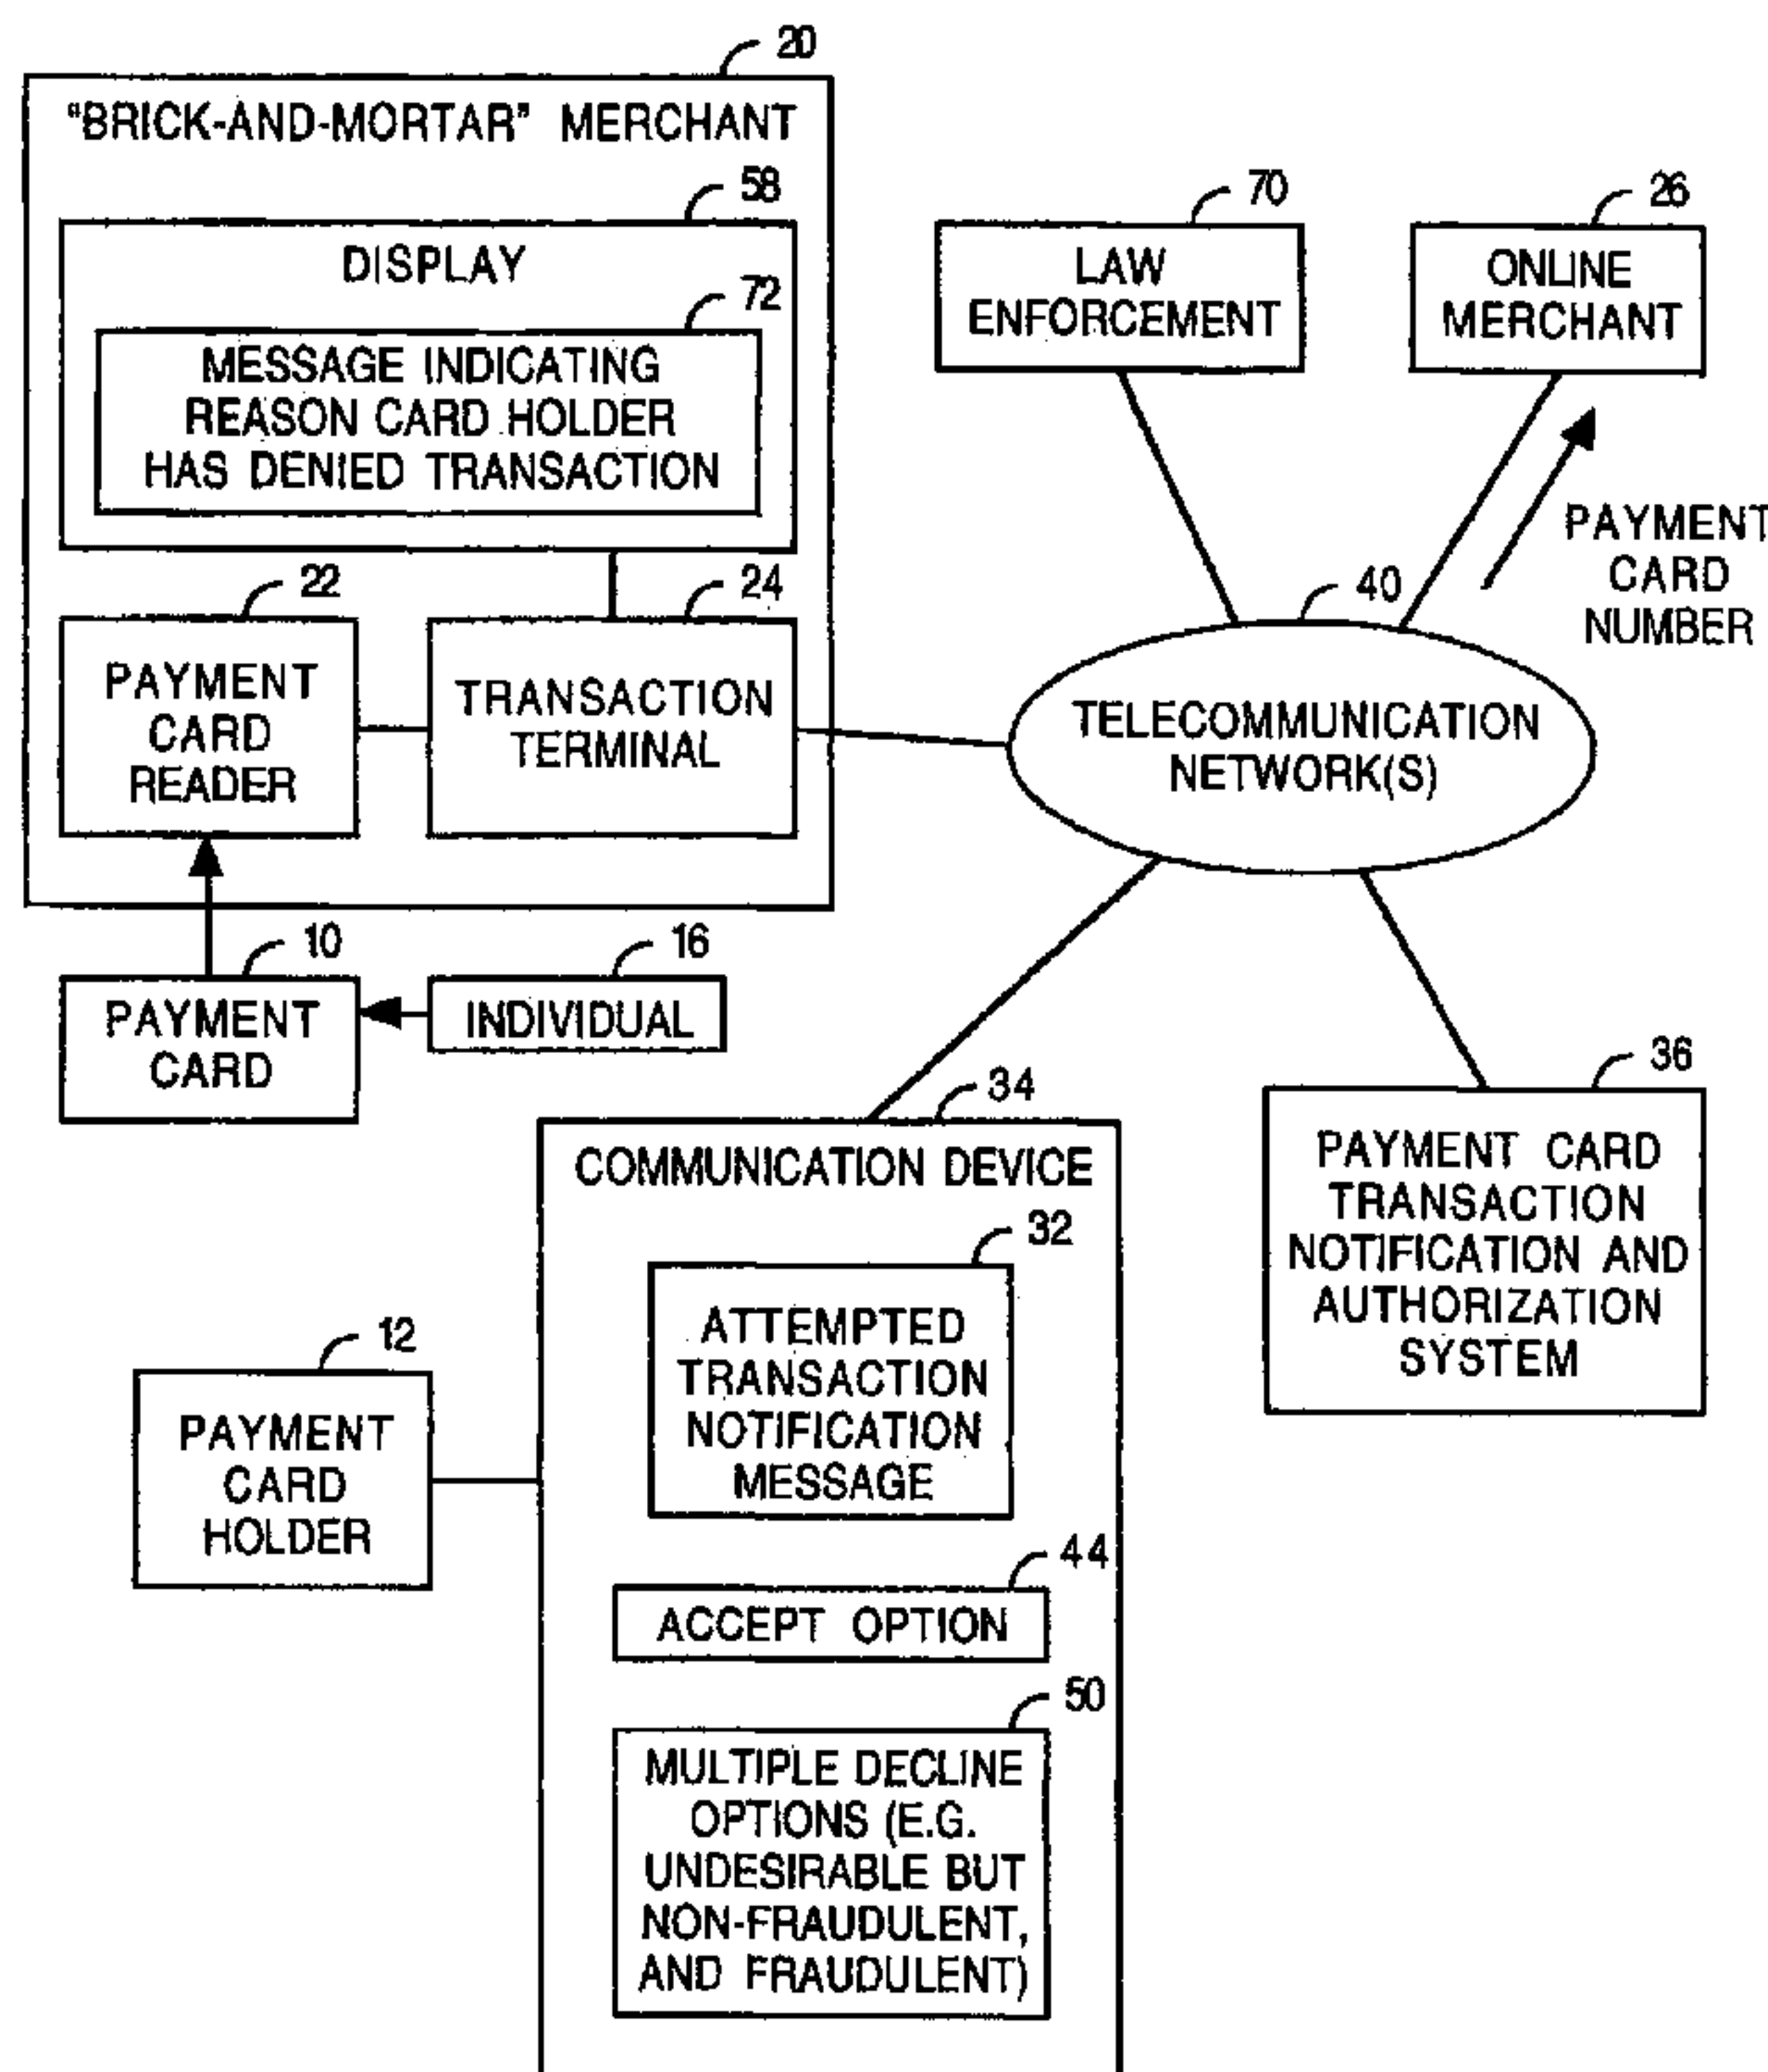 20
"BRICK-AND-MORTAR" MERCHANT
58
DISPLAY
72
MESSAGE INDICATING
REASON CARD HOLDER
HAS DENIED TRANSACTION
22
PAYMENT
CARD
READER
24
TRANSACTION
TERMINAL
10
PAYMENT
CARD
16
INDIVIDUAL
70
LAW
ENFORCEMENT
26
ONLINE
MERCHANT
PAYMENT
CARD
NUMBER
40
TELECOMMUNICATION
NETWORK(S)
34
COMMUNICATION DEVICE
32
ATTEMPTED
TRANSACTION
NOTIFICATION
MESSAGE
44
ACCEPT OPTION
50
MULTIPLE DECLINE
OPTIONS (E.G.
UNDESIRABLE BUT
NON-FRAUDULENT,
AND FRAUDULENT)
12
PAYMENT
CARD
HOLDER
36
PAYMENT CARD
TRANSACTION
NOTIFICATION AND
AUTHORIZATION
SYSTEM